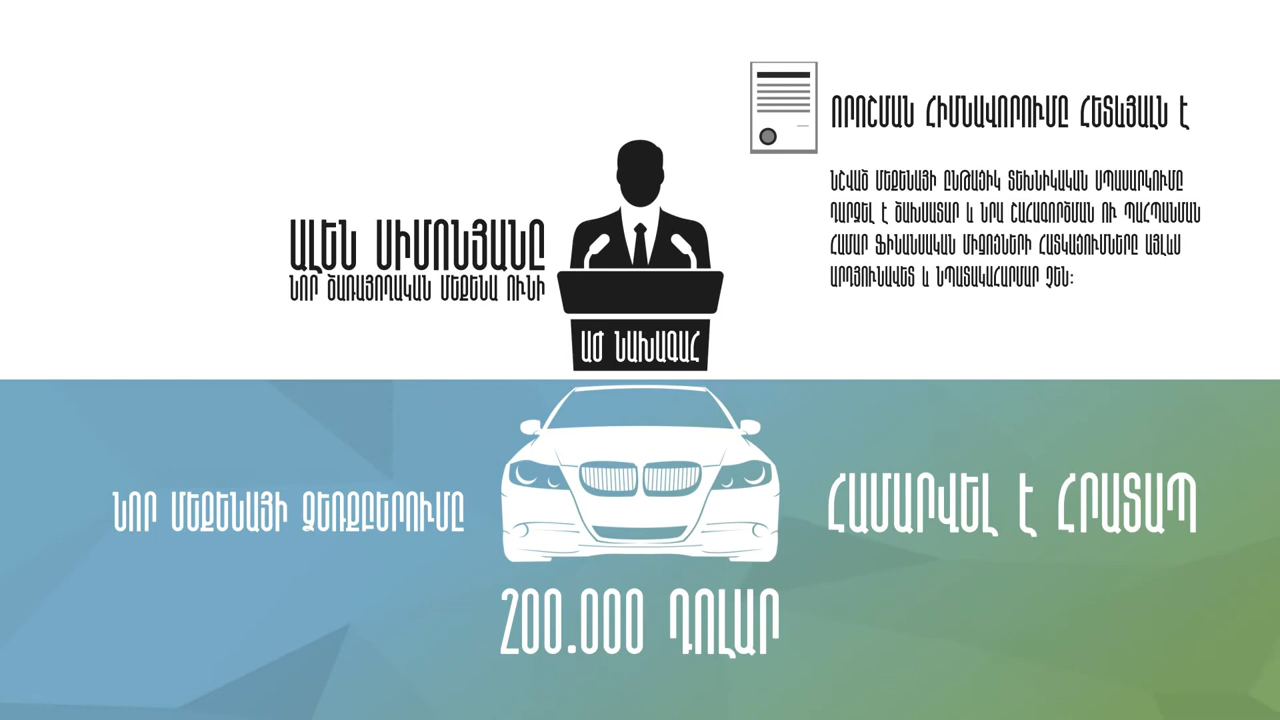 ՈՐՈՇՄԱՆ ՀԻՄՆԱՎՈՐՈՒՄԸ ՀԵՏևՅԱԼՆ Է
ՆՇՎԱԾ ՄԵՔԵՆԱՅԻ ԸՆԹԱՑԻԿ ՏԵԽՆԻԿԱԿԱՆ ՍՊԱՍԱՐԿՈՒՄԸ
ԴԱՐՁԵԼ Է ԾԱԽՍԱՏԱՐ և ՆՐԱ ՇԱՀԱԳՈՐԾՄԱՆ ՈՒ ՊԱՀՊԱՆՄԱՆ
ՀԱՄԱՐ ՖԻՆԱՆՍԱԿԱՆ ՄԻՋՈՑՆԵՐԻ ՀԱՏԿԱՑՈՒՄՆԵՐԸ ԱՅԼևՍ
ԱՐԴՅՈՒՆԱՎԵՏ և ՆՊԱՏԱԿԱՀԱՐՄԱՐ ՉԵՆ:
ԱԼԵՆ ՍԻՄՈՆՅԱՆԸ
ՆՈՐ ԾԱՌԱՅՈՂԱԿԱՆ ՄԵՔԵՆԱ ՈՒՆԻ
ԱԺ ՆԱԽԱԳԱՀ
ՆՈՐ ՄԵՔԵՆԱՅԻ ՁԵՌՔԲԵՐՈՒՄԸ
ՀԱՄԱՐՎԵԼ Է ՀՐԱՏԱՊ
200.000 ԴՈԼԱՐ